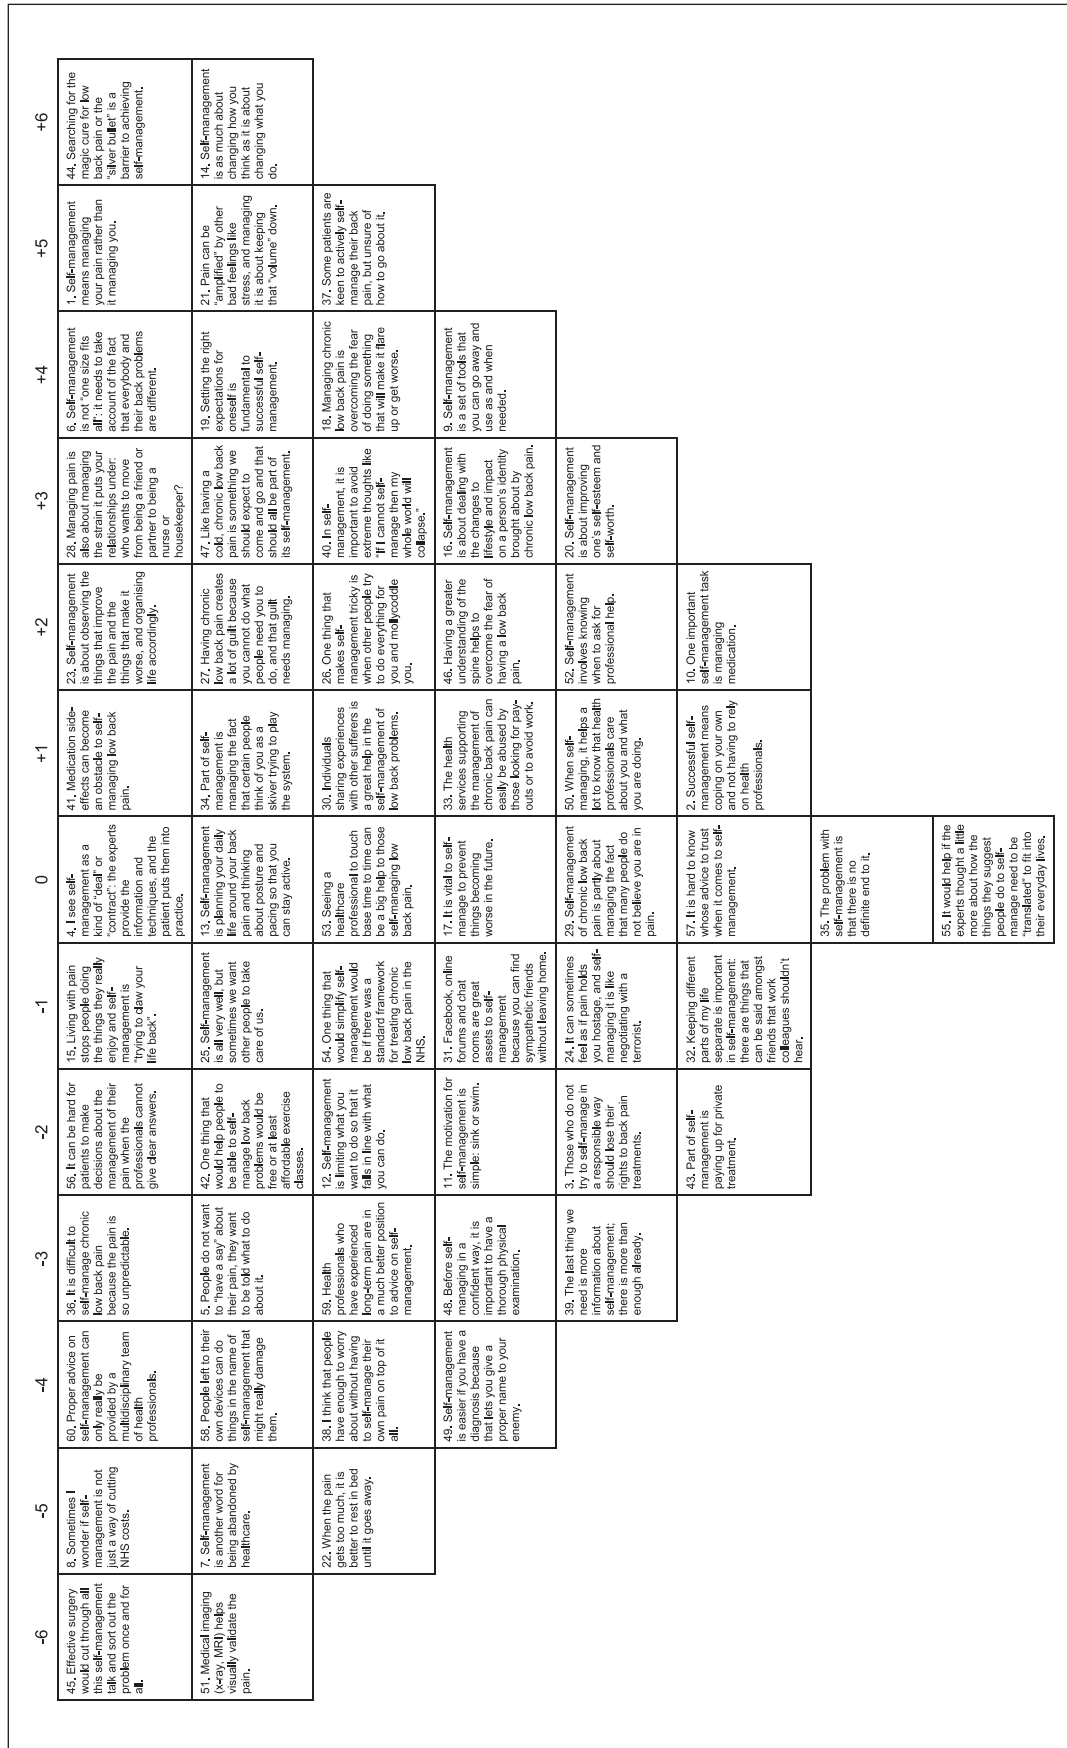 -6
-5
-4
-3
-2
-1
0
+1
+2
+3
+4
+5
+6
45. Effective surgery
would cut through all
this self-management
talk and sort out the
problem once and for
all.
51. Medical imaging
(x-ray, MRI) helps
visually validate the
pain.
8. Sometimes I
wonder if self-
management is not
just a way of cutting
NHS costs.
7. Self-management
is another word for
being abandoned by
healthcare.
22. When the pain
gets too much, it is
better to rest in bed
until it goes away.
60. Proper advice on
self-management can
only really be
provided by a
multidisciplinary team
of health
professionals.
58. People left to their
own devices can do
things in the name of
self-management that
might really damage
them.
38. I think that people
have enough to worry
about without having
to self-manage their
own pain on top of it
all.
49. Self-management
is easier if you have a
diagnosis because
that lets you give a
proper name to your
enemy.
36. It is difficult to
self-manage chronic
low back pain
because the pain is
so unpredictable.
5. People do not want
to "have a say" about
their pain, they want
to be told what to do
about it.
59. Health
professionals who
have experienced
long-term pain are in
a much better position
to advice on self-
management.
48. Before self-
managing in a
confident way, it is
important to have a
thorough physical
examination.
39. The last thing we
need is more
information about
self-management;
there is more than
enough already.
56. It can be hard for
patients to make
decisions about the
management of their
pain when the
professionals cannot
give clear answers.
42. One thing that
would help people to
be able to self-
manage low back
problems would be
free or at least
affordable exercise
classes.
12. Self-management
is limiting what you
want to do so that it
falls in line with what
you can do.
11. The motivation for
self-management is
simple: sink or swim.
3. Those who do not
try to self-manage in
a responsible way
should lose their
rights to back pain
treatments.
43. Part of self-
management is
paying up for private
treatment.
15. Living with pain
stops people doing
the things they really
enjoy and self-
management is
"trying to claw your
life back".
25. Self-management
is all very well, but
sometimes we want
other people to take
care of us.
54. One thing that
would simplify self-
management would
be if there was a
standard framework
for treating chronic
low back pain in the
NHS.
31. Facebook, online
forums and chat
rooms are great
assets to self-
management
because you can find
sympathetic friends
without leaving home.
24. It can sometimes
feel as if pain holds
you hostage, and self-
managing it is like
negotiating with a
terrorist.
32. Keeping different
parts of my life
separate is important
in self-management:
there are things that
can be said amongst
friends that work
colleagues shouldn't
hear.
4. I see self-
management as a
kind of "deal" or
"contract": the experts
provide the
information and
techniques, and the
patient puts them into
practice.
13. Self-management
is planning your daily
life around your back
pain and thinking
about posture and
pacing so that you
can stay active.
53. Seeing a
healthcare
professional to touch
base time to time can
be a big help to those
self-managing low
back pain.
17. It is vital to self-
manage to prevent
things becoming
worse in the future.
29. Self-management
of chronic low back
pain is partly about
managing the fact
that many people do
not believe you are in
pain.
57. It is hard to know
whose advice to trust
when it comes to self-
management.
35. The problem with
self-management is
that there is no
definite end to it.
55. It would help if the
experts thought a little
more about how the
things they suggest
people do to self-
manage need to be
"translated" to fit into
their everyday lives.
41. Medication side-
effects can become
an obstacle to self-
managing low back
pain.
34. Part of self-
management is
managing the fact
that certain people
think of you as a
skiver trying to play
the system.
30. Individuals
sharing experiences
with other sufferers is
a great help in the
self-management of
low back problems.
33. The health
services supporting
the management of
chronic back pain can
easily be abused by
those looking for pay-
outs or to avoid work.
50. When self-
managing, it helps a
lot to know that health
professionals care
about you and what
you are doing.
2. Successful self-
management means
coping on your own
and not having to rely
on health
professionals.
23. Self-management
is about observing the
things that improve
the pain and the
things that make it
worse, and organising
life accordingly.
27. Having chronic
low back pain creates
a lot of guilt because
you cannot do what
people need you to
do, and that guilt
needs managing.
26. One thing that
makes self-
management tricky is
when other people try
to do everything for
you and mollycoddle
you.
46. Having a greater
understanding of the
spine helps to
overcome the fear of
having a low back
pain.
52. Self-management
involves knowing
when to ask for
professional help.
10. One important
self-management task
is managing
medication.
28. Managing pain is
also about managing
the strain it puts your
relationships under:
who wants to move
from being a friend or
partner to being a
nurse or
housekeeper?
47. Like having a
cold, chronic low back
pain is something we
should expect to
come and go and that
should all be part of
its self-management.
40. In self-
management, it is
important to avoid
extreme thoughts like
"If I cannot self-
manage then my
whole world will
collapse."
16. Self-management
is about dealing with
the changes to
lifestyle and impact
on a person's identity
brought about by
chronic low back pain.
20. Self-management
is about improving
one's self-esteem and
self-worth.
6. Self-management
is not "one size fits
all": it needs to take
account of the fact
that everybody and
their back problems
are different.
19. Setting the right
expectations for
oneself is
fundamental to
successful self-
management.
18. Managing chronic
low back pain is
overcoming the fear
of doing something
that will make it flare
up or get worse.
9. Self-management
is a set of tools that
you can go away and
use as and when
needed.
1. Self-management
means managing
your pain rather than
it managing you.
21. Pain can be
"amplified" by other
bad feelings like
stress, and managing
it is about keeping
that "volume" down.
37. Some patients are
keen to actively self-
manage their back
pain, but unsure of
how to go about it.
44. Searching for the
magic cure for low
back pain or the
"silver bullet" is a
barrier to achieving
self-management.
14. Self-management
is as much about
changing how you
think as it is about
changing what you
do.